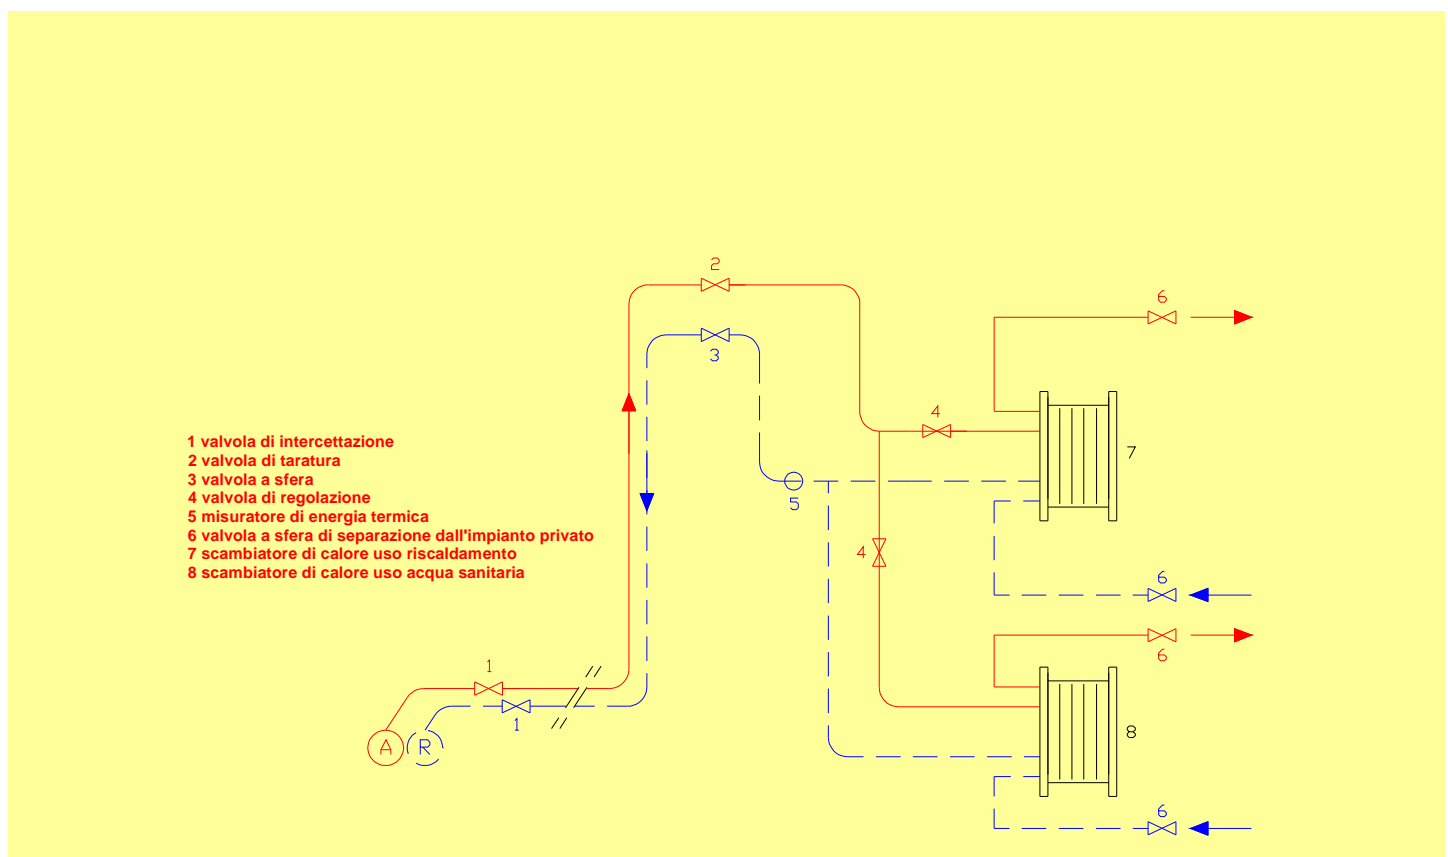 2
6
3
4
1 valvola di intercettazione
2 valvola di taratura
3 valvola a sfera
4 valvola di regolazione
5 misuratore di energia termica
6 valvola a sfera di separazione dall'impianto privato
7 scambiatore di calore uso riscaldamento
8 scambiatore di calore uso acqua sanitaria
7
5
4
6
6
1
1
A
R
8
6